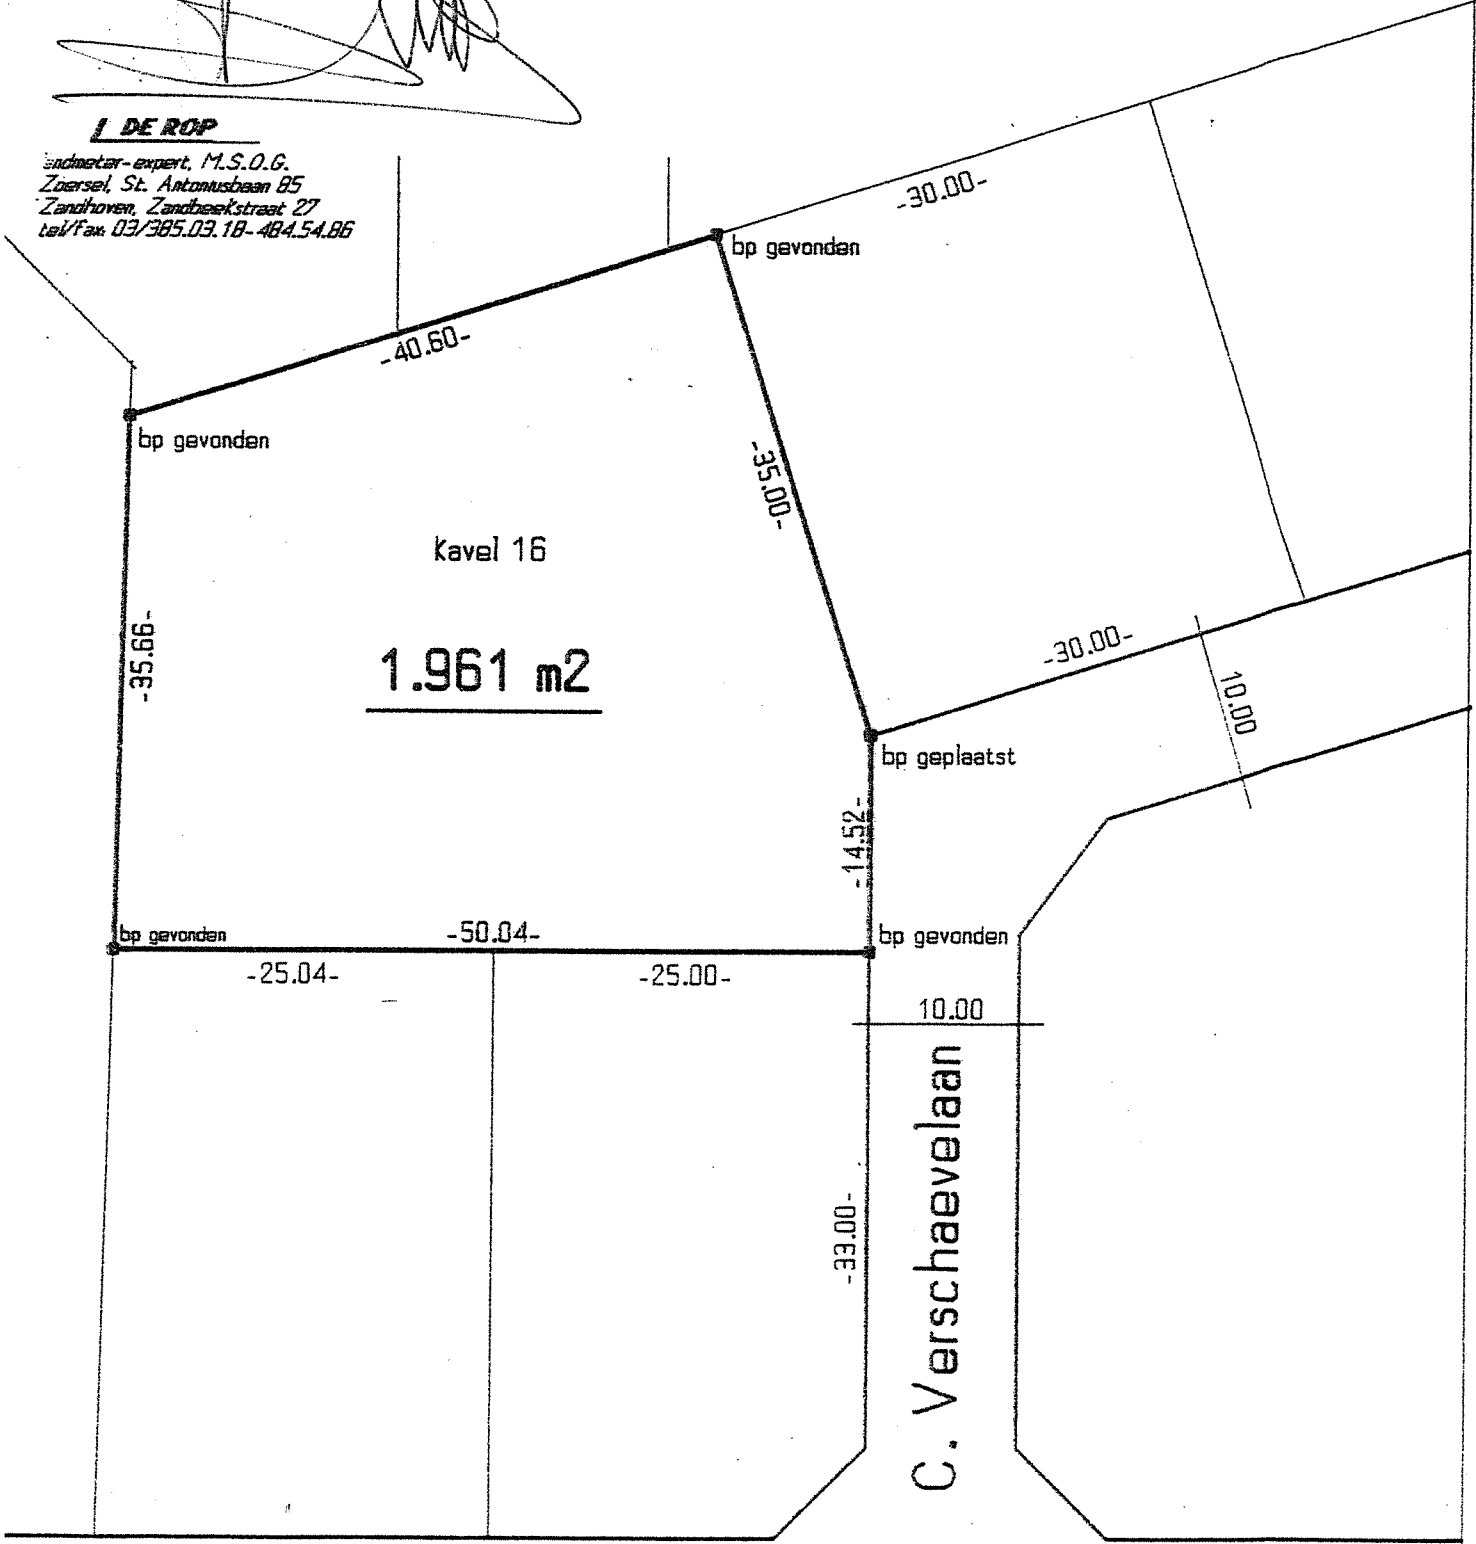 DE ROP
landmeter-expert, M.S.O.G.
Zoersel, St. Antoniusbaan 85
Zandhoven, Zandbeekstraat 27
tel/fax: 03/385.03.18-484.54.86
-30.00-
bp gevonden
-40.60-
bp gevonden
-35.00-
kavel 16
-35.66-
1.961 m2
-30.00-
10.00
bp geplaatst
-14.52-
bp gevonden
-50.04-
bp gevonden
-25.04-
-25.00-
10.00
C. Verschaevelaan
-33.00-